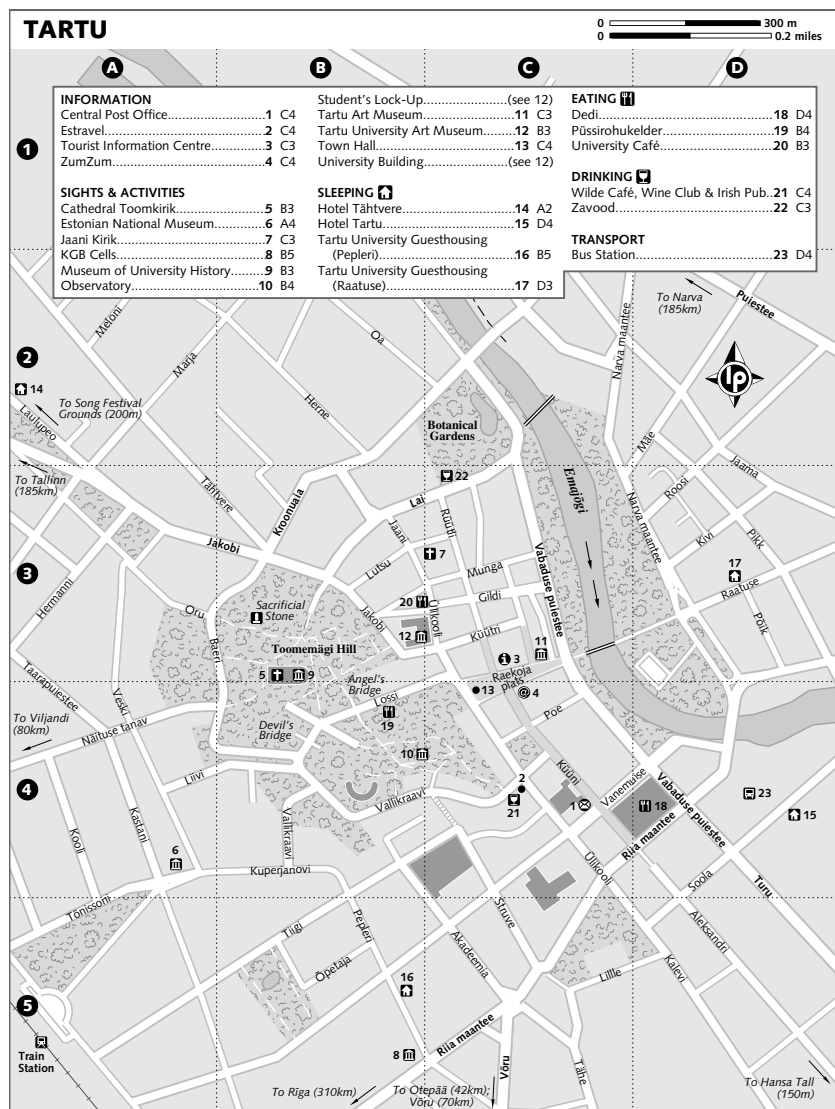 TARTU
0 300 m
0 0.2 miles
A
B
C
D
1
2
3
4
5
INFORMATION
Central Post Office.....................1 C4
Estravel.....................2 C4
Tourist Information Centre.....3 C3
ZumZum.....................4 C4
SIGHTS & ACTIVITIES
Cathedral Toomkirik.....................5 B3
Estonian National Museum.......6 A4
Jaani Kirik.....................7 C3
KGB Cells.....................8 B5
Museum of University History...9 B3
Observatory.....................10 B4
Student's Lock-Up.....................(see 12)
Tartu Art Museum.....................11 C3
Tartu University Art Museum.......12 B3
Town Hall.....................13 C4
University Building.....................(see 12)
SLEEPING
Hotel Tähtvere.....................14 A2
Hotel Tartu.....................15 D4
Tartu University Guesthousing
(Pepleri).....................16 B5
Tartu University Guesthousing
(Raatuse).....................17 D3
EATING
Dedi.....................18 D4
Püssirohukelder.....................19 B4
University Café.....................20 B3
DRINKING
Wilde Café, Wine Club & Irish Pub..21 C4
Zavood.....................22 C3
TRANSPORT
Bus Station.....................23 D4
To Narva
(185km)
Puiestee
Narva maantee
lp
Meloni
Marja
Oa
Herne
14
To Song Festival
Grounds (200m)
Laulupeo
To Tallinn
(185km)
Tähtvere
Kroonuaia
Botanical
Gardens
Emajõgi
Mäe
Jaama
Roosi
Narva maantee
Kivi
Pikk
17
Raatuse
Põik
22
Lai
Jaani
Rüütli
7
Lutsu
Munga
Gildi
Jakobi
Jakobi
20
Ülikooli
12
Küütri
Vabaduse puiestee
11
3
Raekoja
plats
13
4
Hermanni
Oru
Baeri
Sacrificial
Stone
Toomemägi Hill
5
9
Angel's
Bridge
Lossi
19
Devil's
Bridge
10
Taarapuiestee
Veski
To Viljandi
(80km)
Näituse tänav
Poe
Küüni
Vanemuise
2
21
1
18
Vabaduse puiestee
Riia maantee
23
15
Liivi
Vallikraavi
Vallikraavi
Kooli
Kastani
6
Kuperjanovi
Ülikooli
Soola
Turu
Tõnissoni
Tiigi
Pepleri
Õpetaja
Struve
Akadeemia
Aleksandri
Kalevi
Lille
16
8
Riia maantee
Võru
Tähe
Train
Station
To Rīga (310km)
To Otepää (42km);
Võru (70km)
To Hansa Tall
(150m)